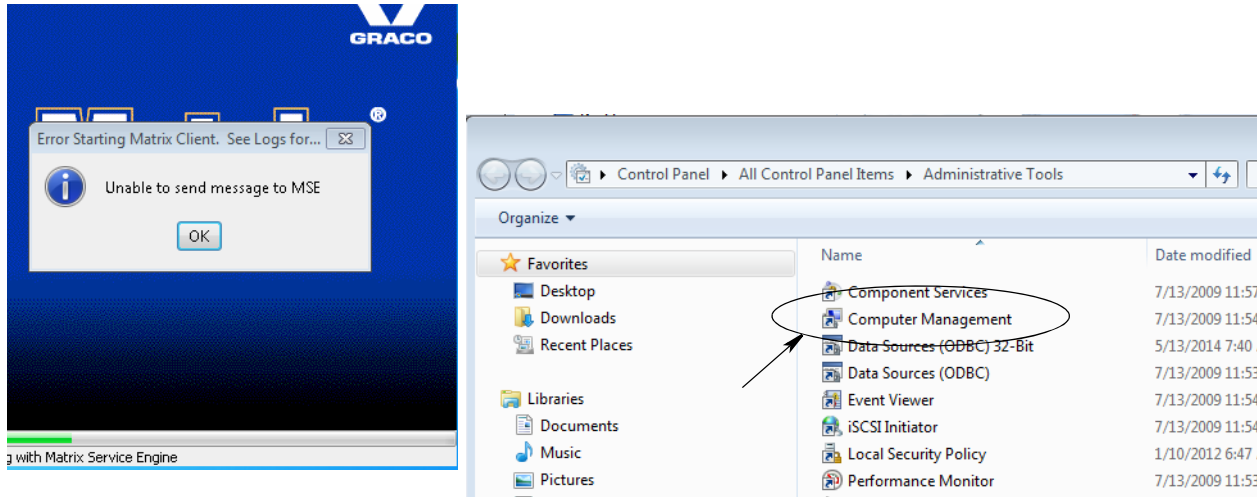 GRACO
®
Error Starting Matrix Client. See Logs for...
Unable to send message to MSE
OK
g with Matrix Service Engine
Control Panel
All Control Panel Items
Administrative Tools
Organize
Favorites
Desktop
Downloads
Recent Places
Libraries
Documents
Music
Pictures
Name Date modified
Component Services 7/13/2009 11:57
Computer Management 7/13/2009 11:54
Data Sources (ODBC) 32-Bit 5/13/2014 7:40
Data Sources (ODBC) 7/13/2009 11:53
Event Viewer 7/13/2009 11:54
iSCSI Initiator 7/13/2009 11:54
Local Security Policy 1/10/2012 6:47
Performance Monitor 7/13/2009 11:53